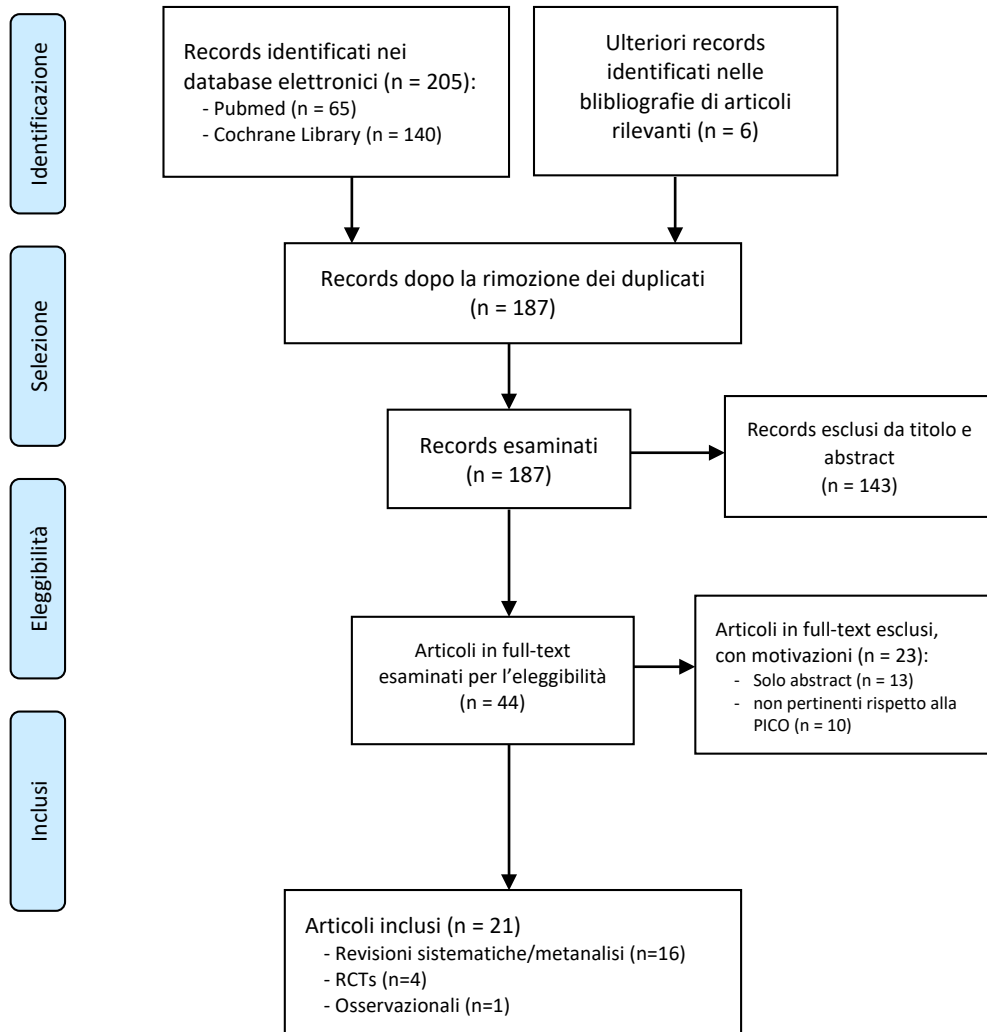 Identificazione
Records identificati nei
database elettronici (n = 205):
- Pubmed (n = 65)
- Cochrane Library (n = 140)
Ulteriori records
identificati nelle
blibliografie di articoli
rilevanti (n = 6)
Selezione
Records dopo la rimozione dei duplicati
(n = 187)
Records esaminati
(n = 187)
Records esclusi da titolo e
abstract
(n = 143)
Eleggibilità
Articoli in full-text
esaminati per l’eleggibilità
(n = 44)
Articoli in full-text esclusi,
con motivazioni (n = 23):
- Solo abstract (n = 13)
- non pertinenti rispetto alla
PICO (n = 10)
Inclusi
Articoli inclusi (n = 21)
- Revisioni sistematiche/metanalisi (n=16)
- RCTs (n=4)
- Osservazionali (n=1)